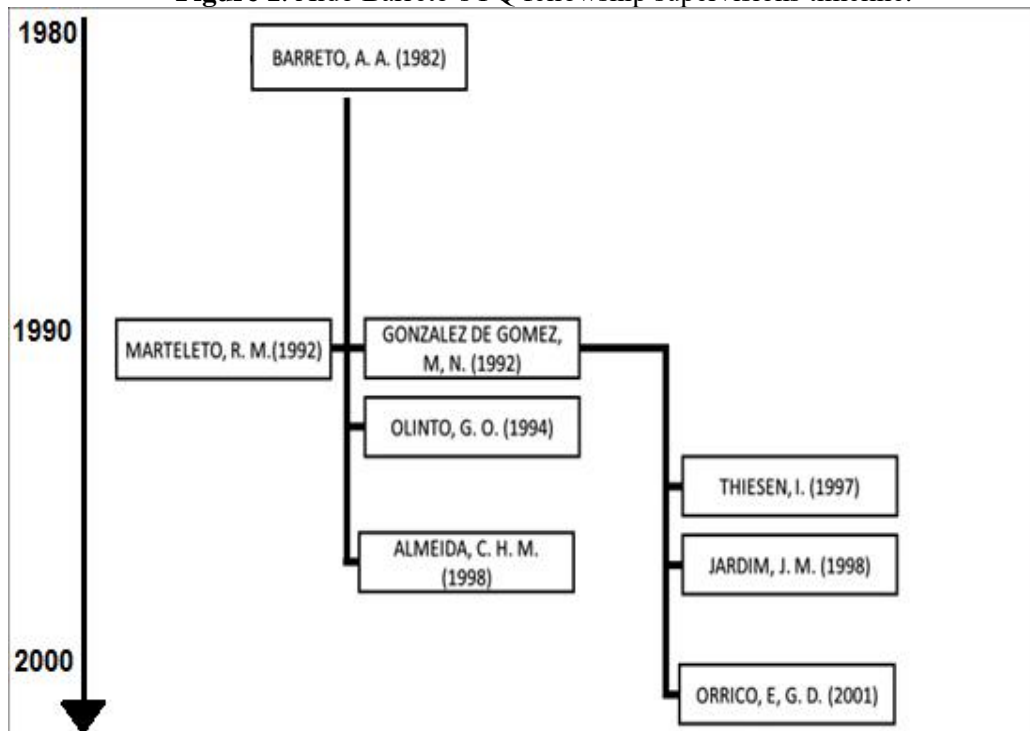 1980
BARRETO, A. A. (1982)
1990
MARTELETO, R. M.(1992)
GONZALEZ DE GOMEZ,
M, N. (1992)
OLINTO, G. O. (1994)
THIESEN, I. (1997)
ALMEIDA, C. H. M.
(1998)
JARDIM, J. M. (1998)
2000
ORRICO, E, G. D. (2001)